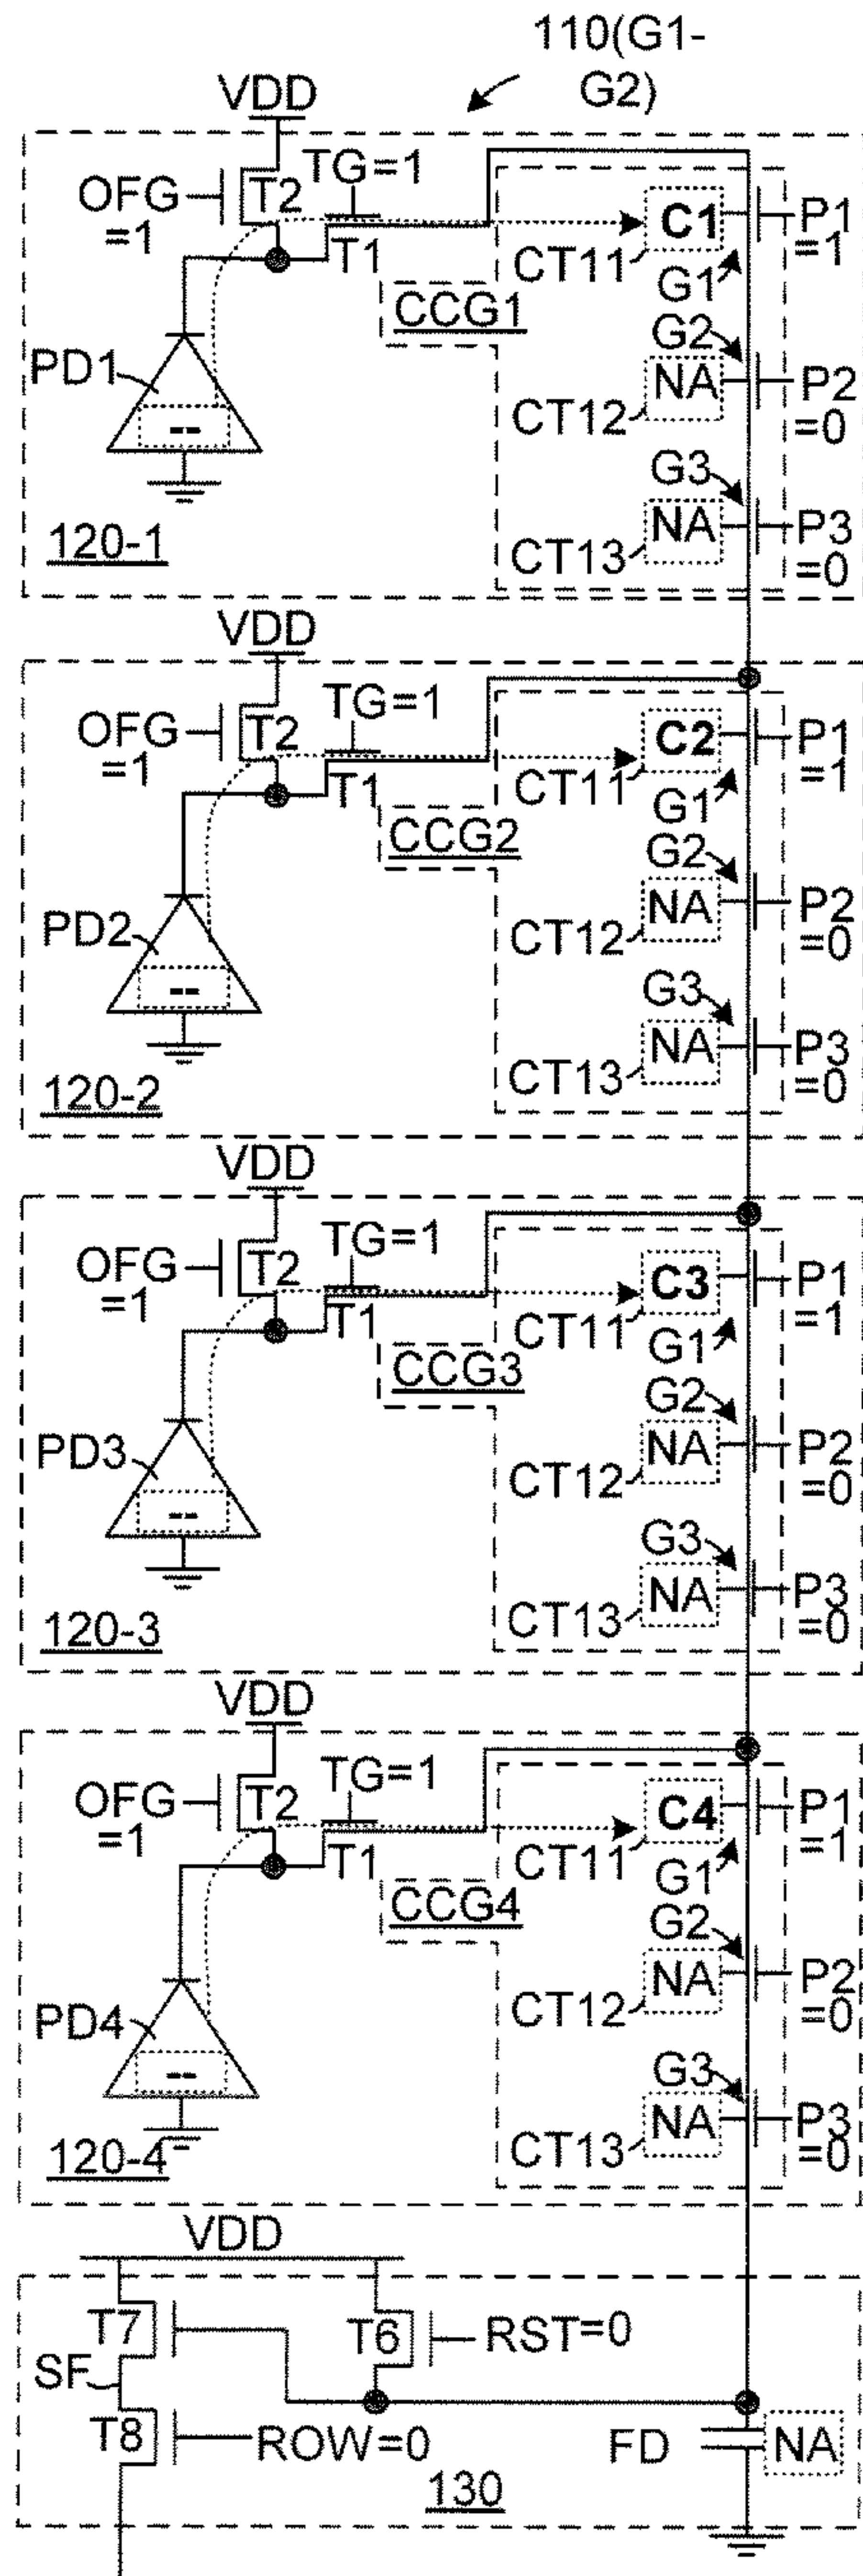 110(G1-
G2)
VDD
OFG
=1
T2
TG=1
T1
C1
P1
=1
CT11
G1
CCG1
G2
PD1
NA
P2
=0
CT12
G3
--
NA
P3
=0
CT13
120-1
VDD
OFG
=1
T2
TG=1
T1
C2
P1
=1
CT11
G1
CCG2
G2
PD2
NA
P2
=0
CT12
G3
--
NA
P3
=0
CT13
120-2
VDD
OFG
=1
T2
TG=1
T1
C3
P1
=1
CT11
G1
CCG3
G2
PD3
NA
P2
=0
CT12
G3
--
NA
P3
=0
CT13
120-3
VDD
OFG
=1
T2
TG=1
T1
C4
P1
=1
CT11
G1
CCG4
G2
PD4
NA
P2
=0
CT12
G3
--
NA
P3
=0
CT13
120-4
VDD
T7
T6
RST=0
SF
T8
ROW=0
FD
NA
130